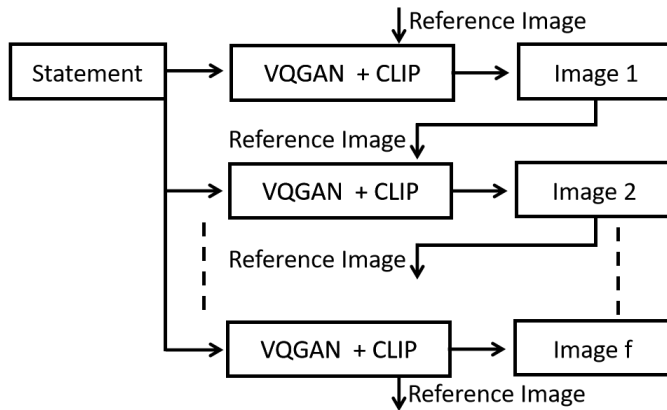 Reference Image
Statement
VQGAN + CLIP
Image 1
Reference Image
VQGAN + CLIP
Image 2
Reference Image
VQGAN + CLIP
Image f
Reference Image